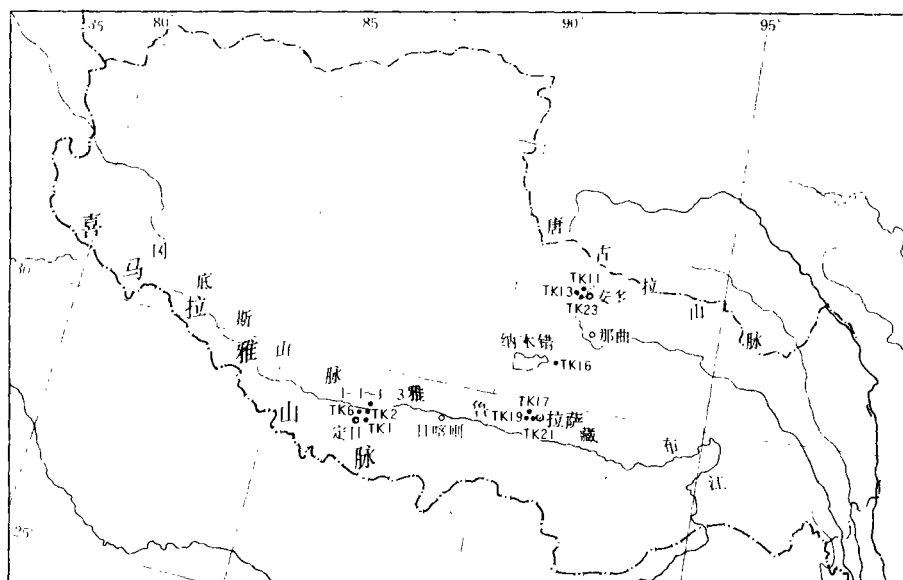 80
85
90
95
喜马拉雅山脉
底斯山脉
唐古拉山脉
TK11
TK13
安多
TK23
那曲
纳木错
TK16
TK6
TK2
TK1
定日
日喀则
TK17
TK19
拉萨
TK21
雅
藏
布
江
30
25